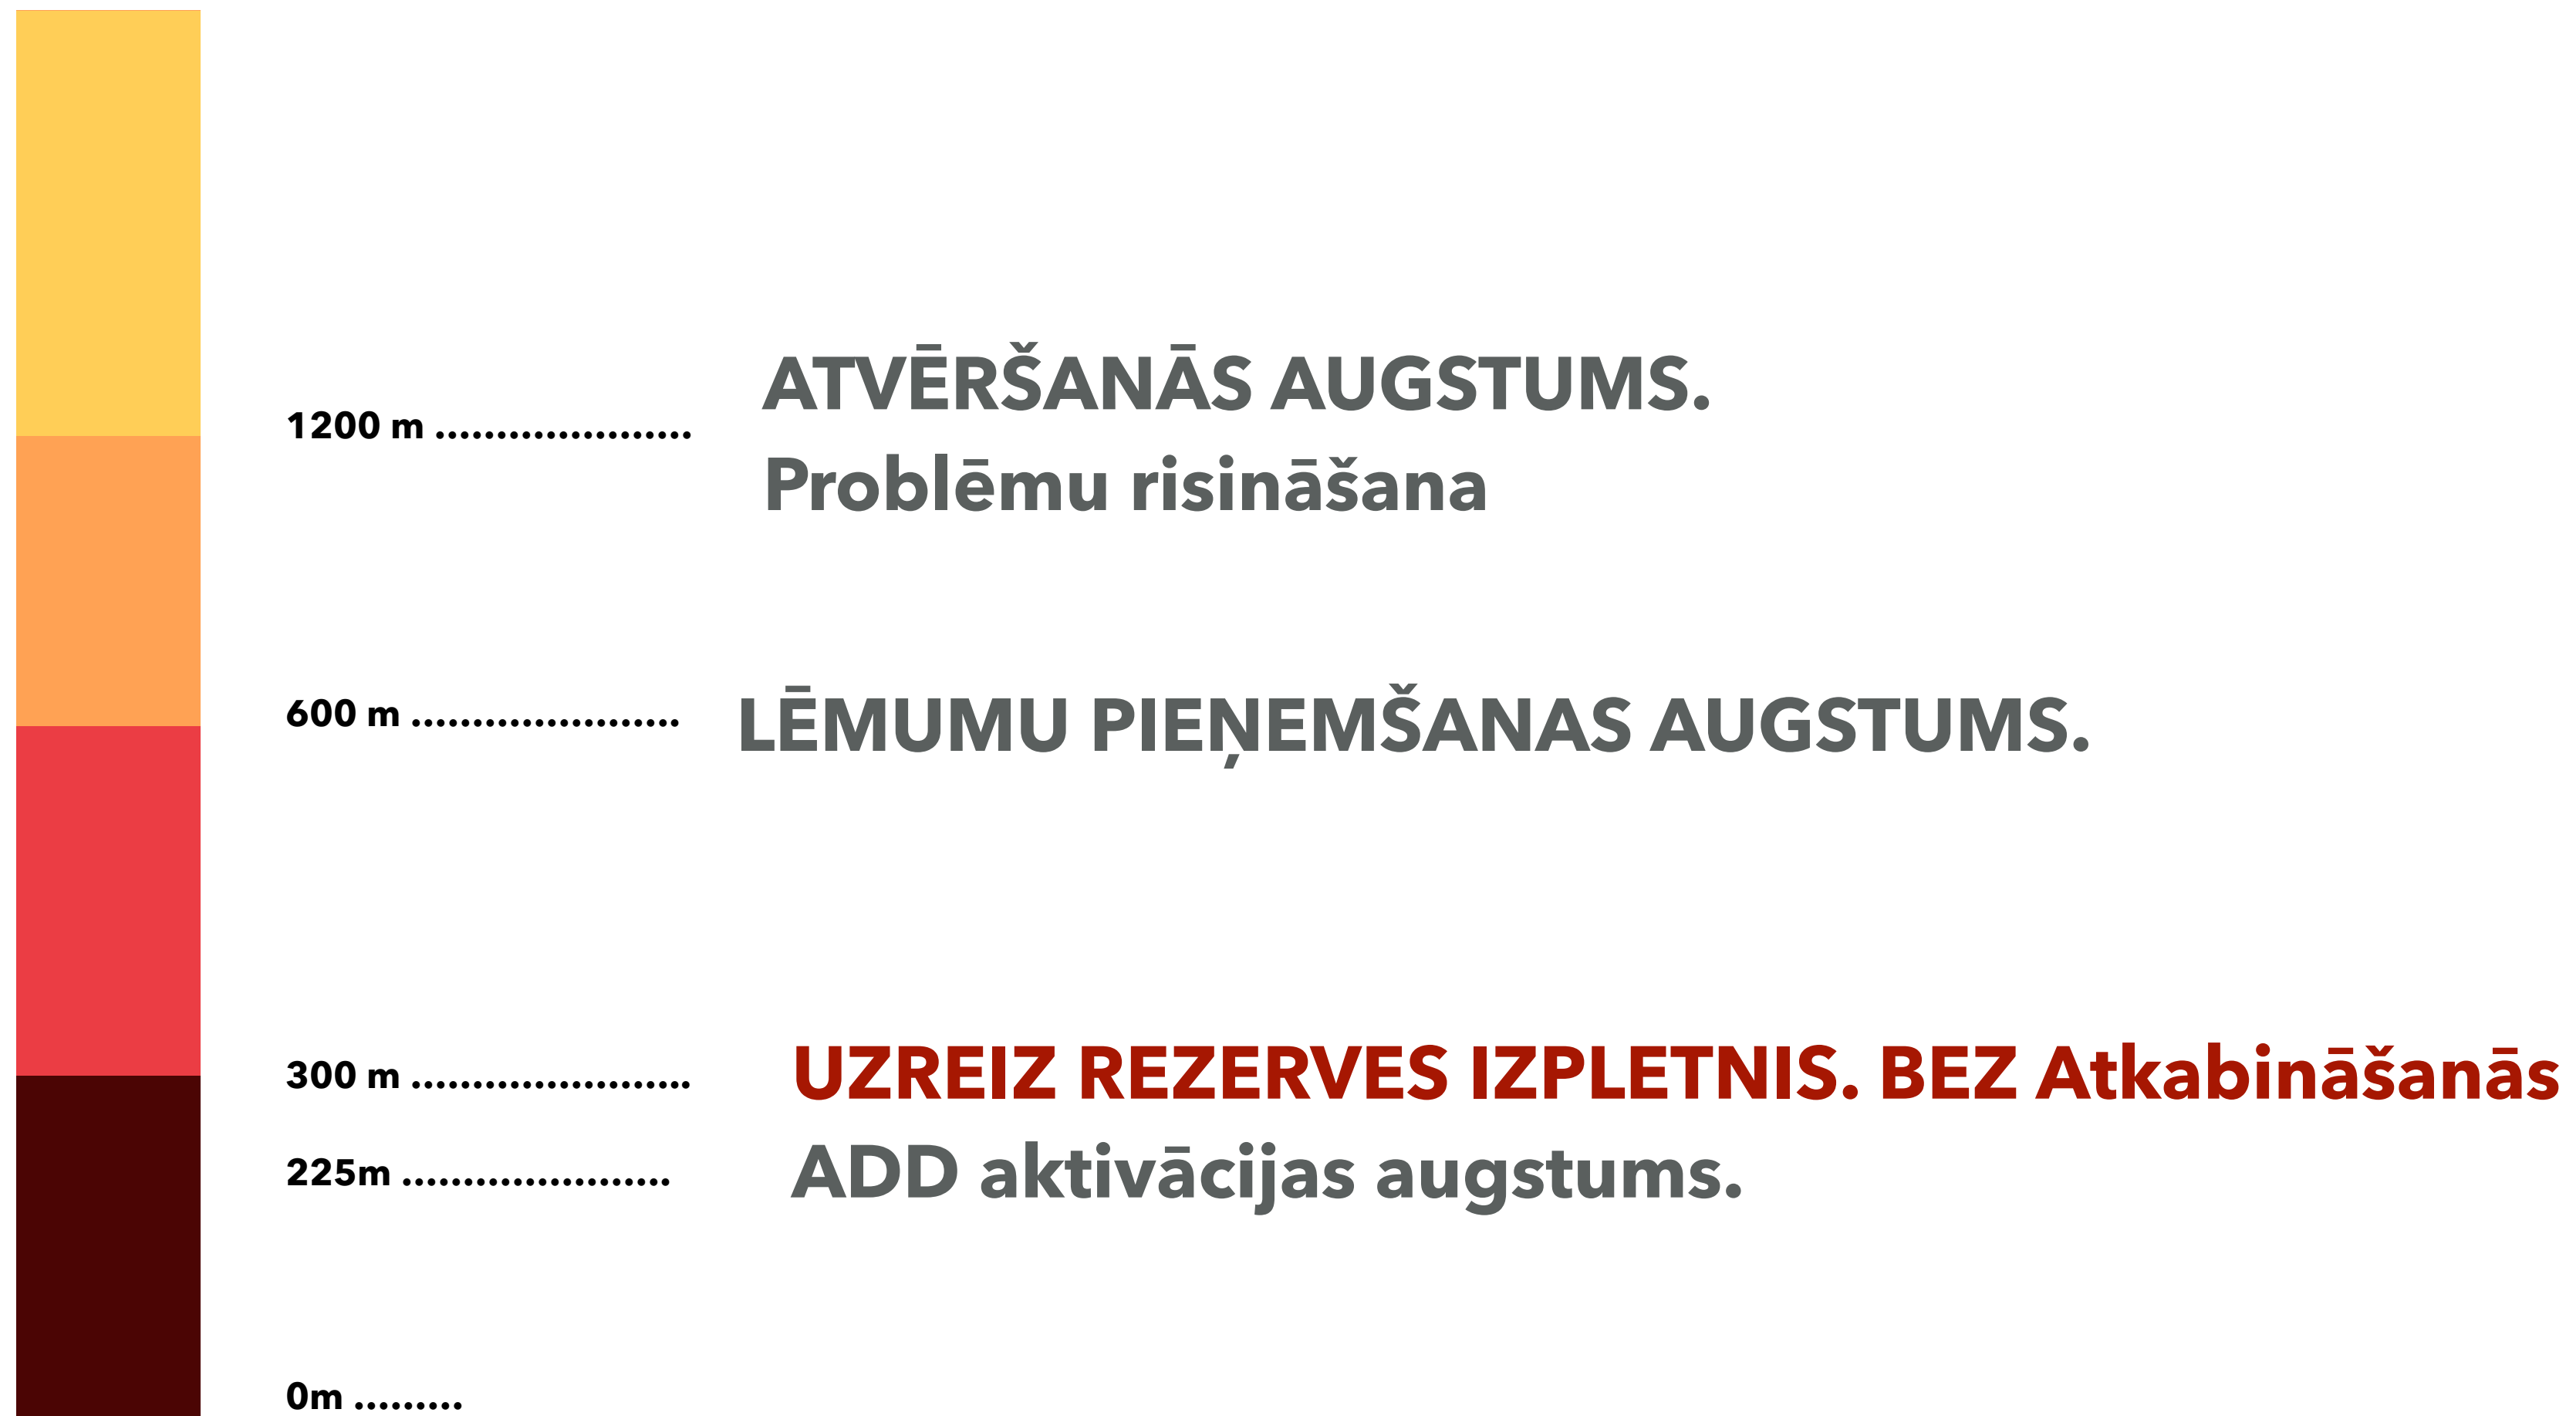 ATVĒRŠANĀS AUGSTUMS.
1200 m .....................
Problēmu risināšana
600 m ...................... LĒMUMU PIEŅEMŠANAS AUGSTUMS.
300 m ....................... UZREIZ REZERVES IZPLETNIS. BEZ Atkabināšanās
225m ...................... ADD aktivācijas augstums.
0m .........